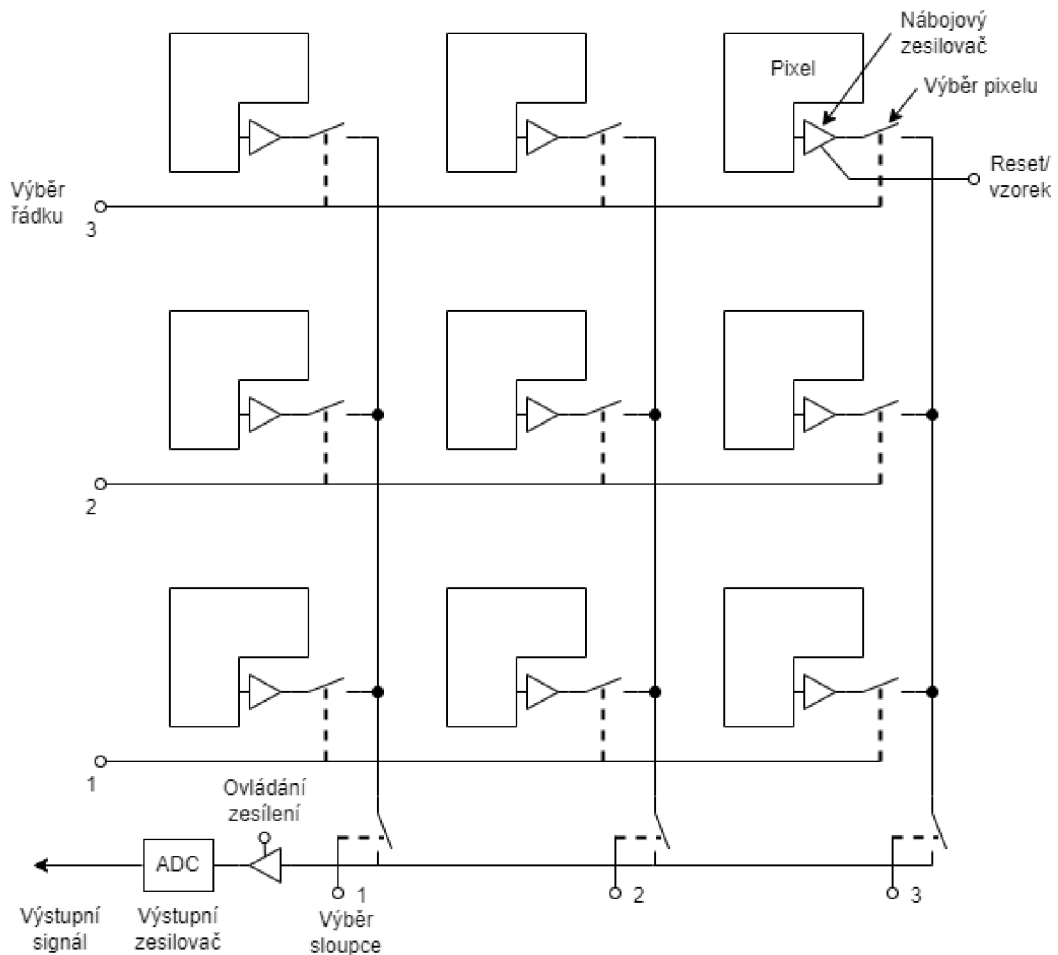 Nábojový
zesilovač
Pixel
Výběr pixelu
Reset/
vzorek
Výběr
řádku
3
2
1
Ovládání
zesílení
ADC
1
2
3
Výstupní
signál
Výstupní
zesilovač
Výběr
sloupce